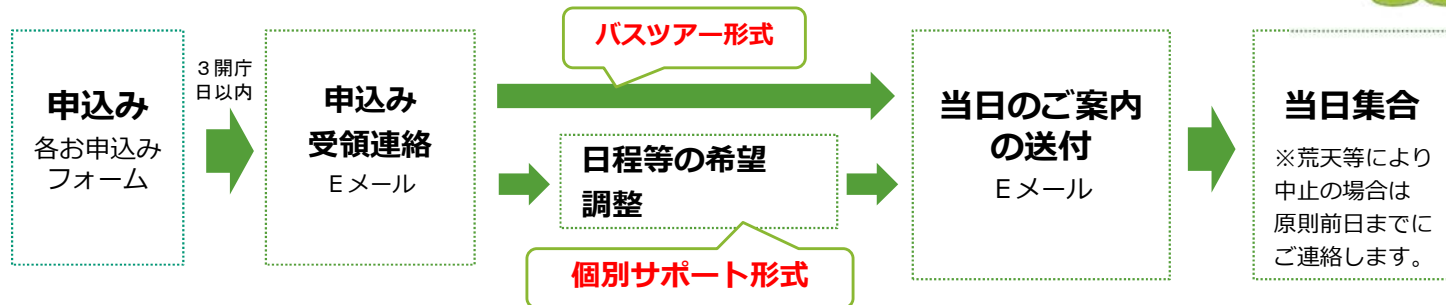 申込み
各お申込み
フォーム
３開庁
日以内
申込み
受領連絡
Ｅメール
バスツアー形式
日程等の希望
調整
個別サポート形式
当日のご案内
の送付
Ｅメール
当日集合
※荒天等により
中止の場合は
原則前日までに
ご連絡します。